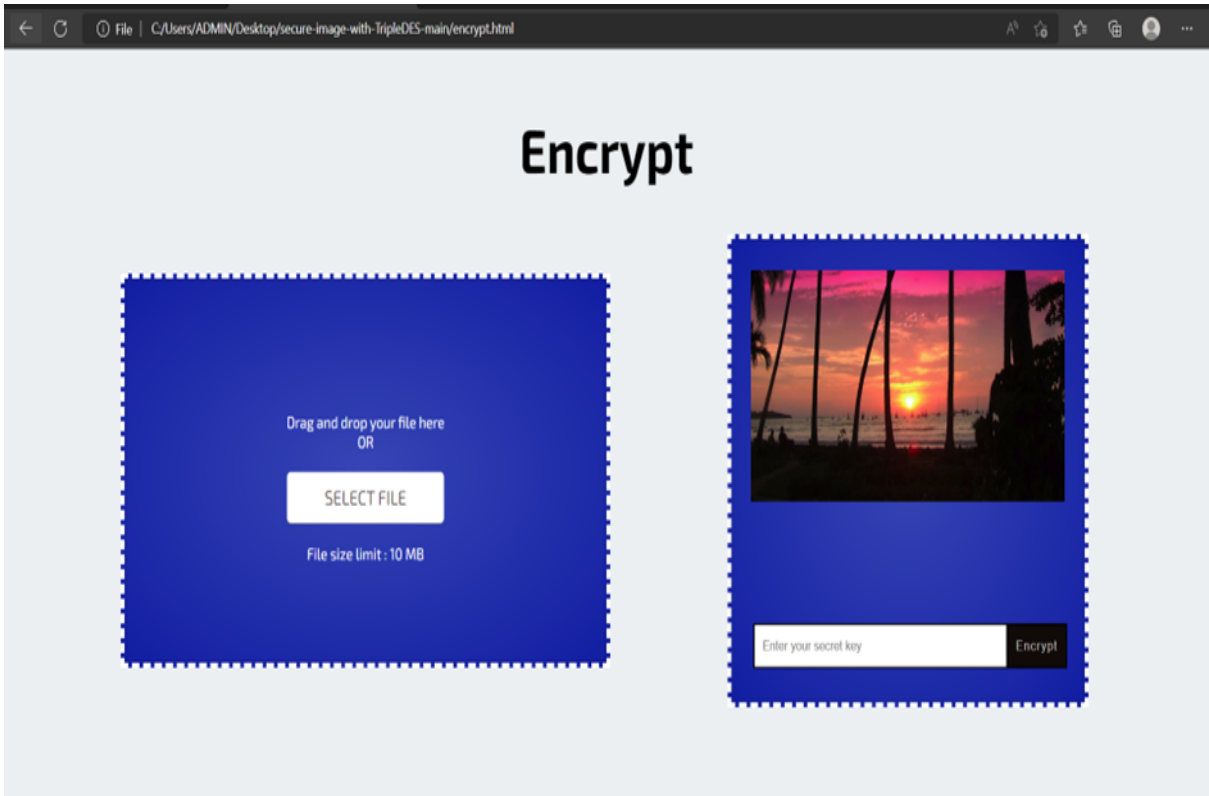 File | C:/Users/ADMIN/Desktop/secure-image-with-TripleDES-main/encrypt.html
Encrypt
Drag and drop your file here
OR
SELECT FILE
File size limit : 10 MB
Enter your secret key
Encrypt